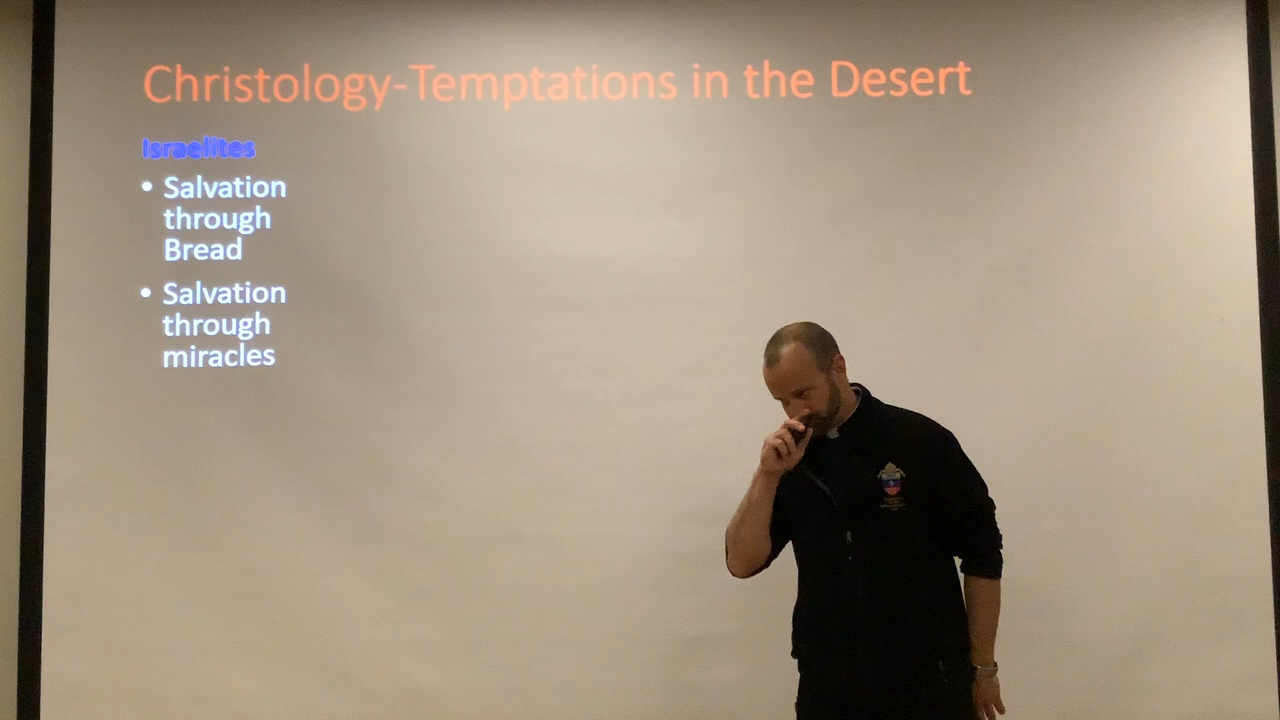 Christology-Temptations in the Desert
Israelites
• Salvation
through
Bread
• Salvation
through
miracles